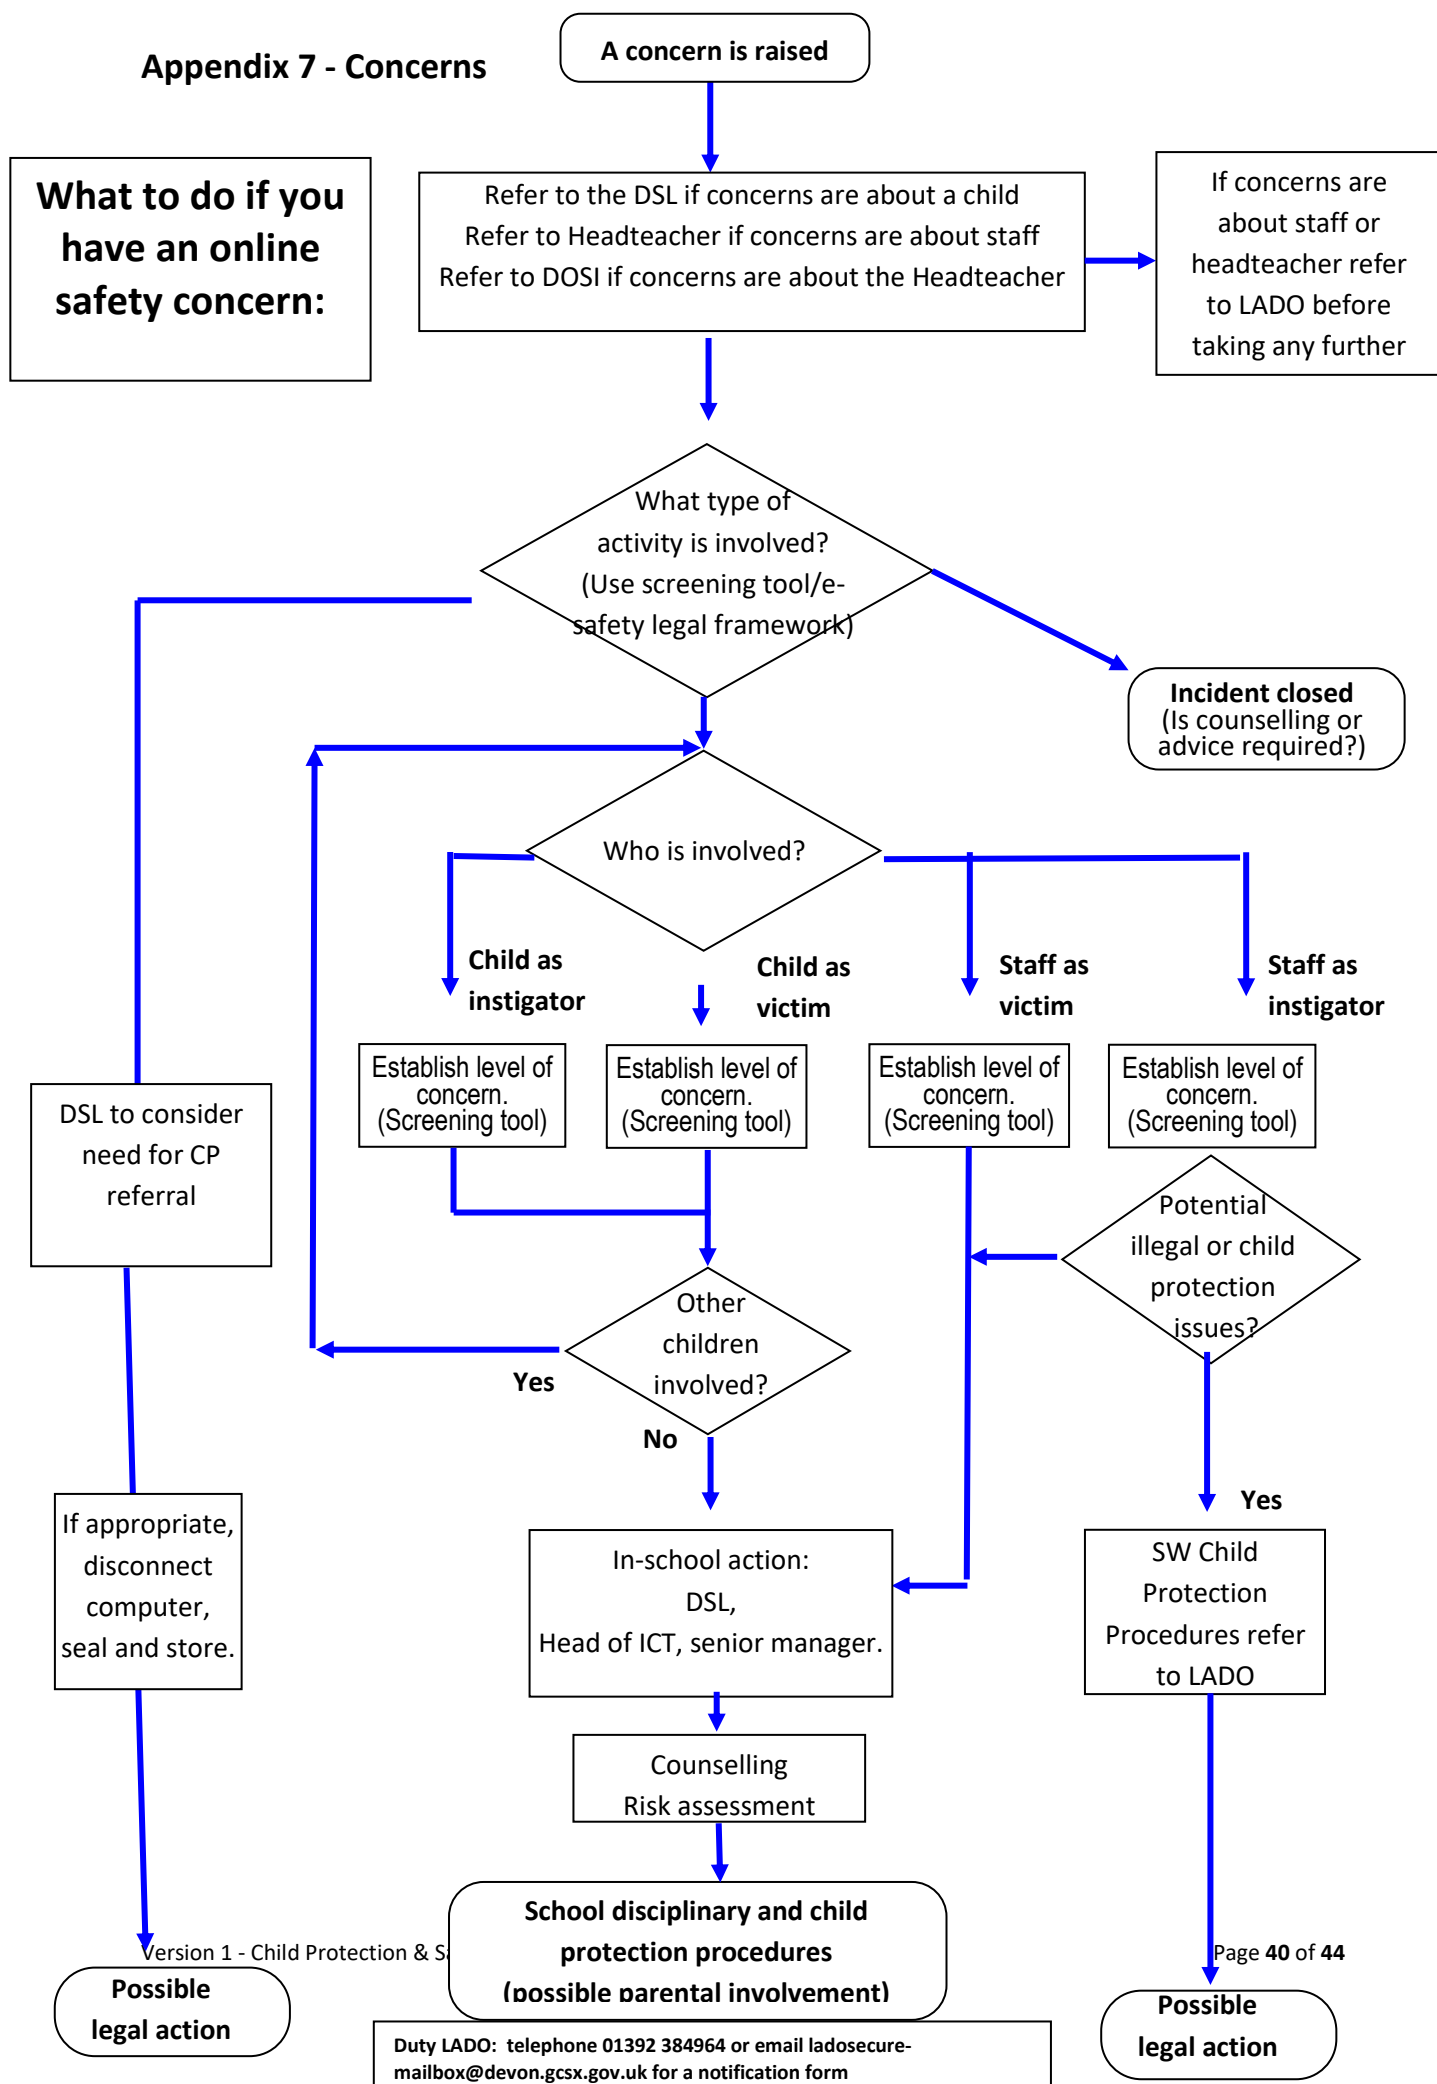 Appendix 7 - Concerns
A concern is raised
What to do if you
have an online
safety concern:
Refer to the DSL if concerns are about a child
Refer to Headteacher if concerns are about staff
Refer to DOSI if concerns are about the Headteacher
If concerns are
about staff or
headteacher refer
to LADO before
taking any further
What type of
activity is involved?
(Use screening tool/e-
safety legal framework)
Incident closed
(Is counselling or
advice required?)
Who is involved?
Child as
instigator
Child as
victim
Staff as
victim
Staff as
instigator
Establish level of
concern.
(Screening tool)
Establish level of
concern.
(Screening tool)
Establish level of
concern.
(Screening tool)
Establish level of
concern.
(Screening tool)
DSL to consider
need for CP
referral
Potential
illegal or child
protection
issues?
Other
children
involved?
Yes
No
Yes
If appropriate,
disconnect
computer,
seal and store.
In-school action:
DSL,
Head of ICT, senior manager.
SW Child
Protection
Procedures refer
to LADO
Counselling
Risk assessment
School disciplinary and child
protection procedures
(possible parental involvement)
Version 1 - Child Protection &
Page 40 of 44
Possible
legal action
Possible
legal action
Duty LADO: telephone 01392 384964 or email ladosecure-
mailbox@devon.gcsx.gov.uk for a notification form